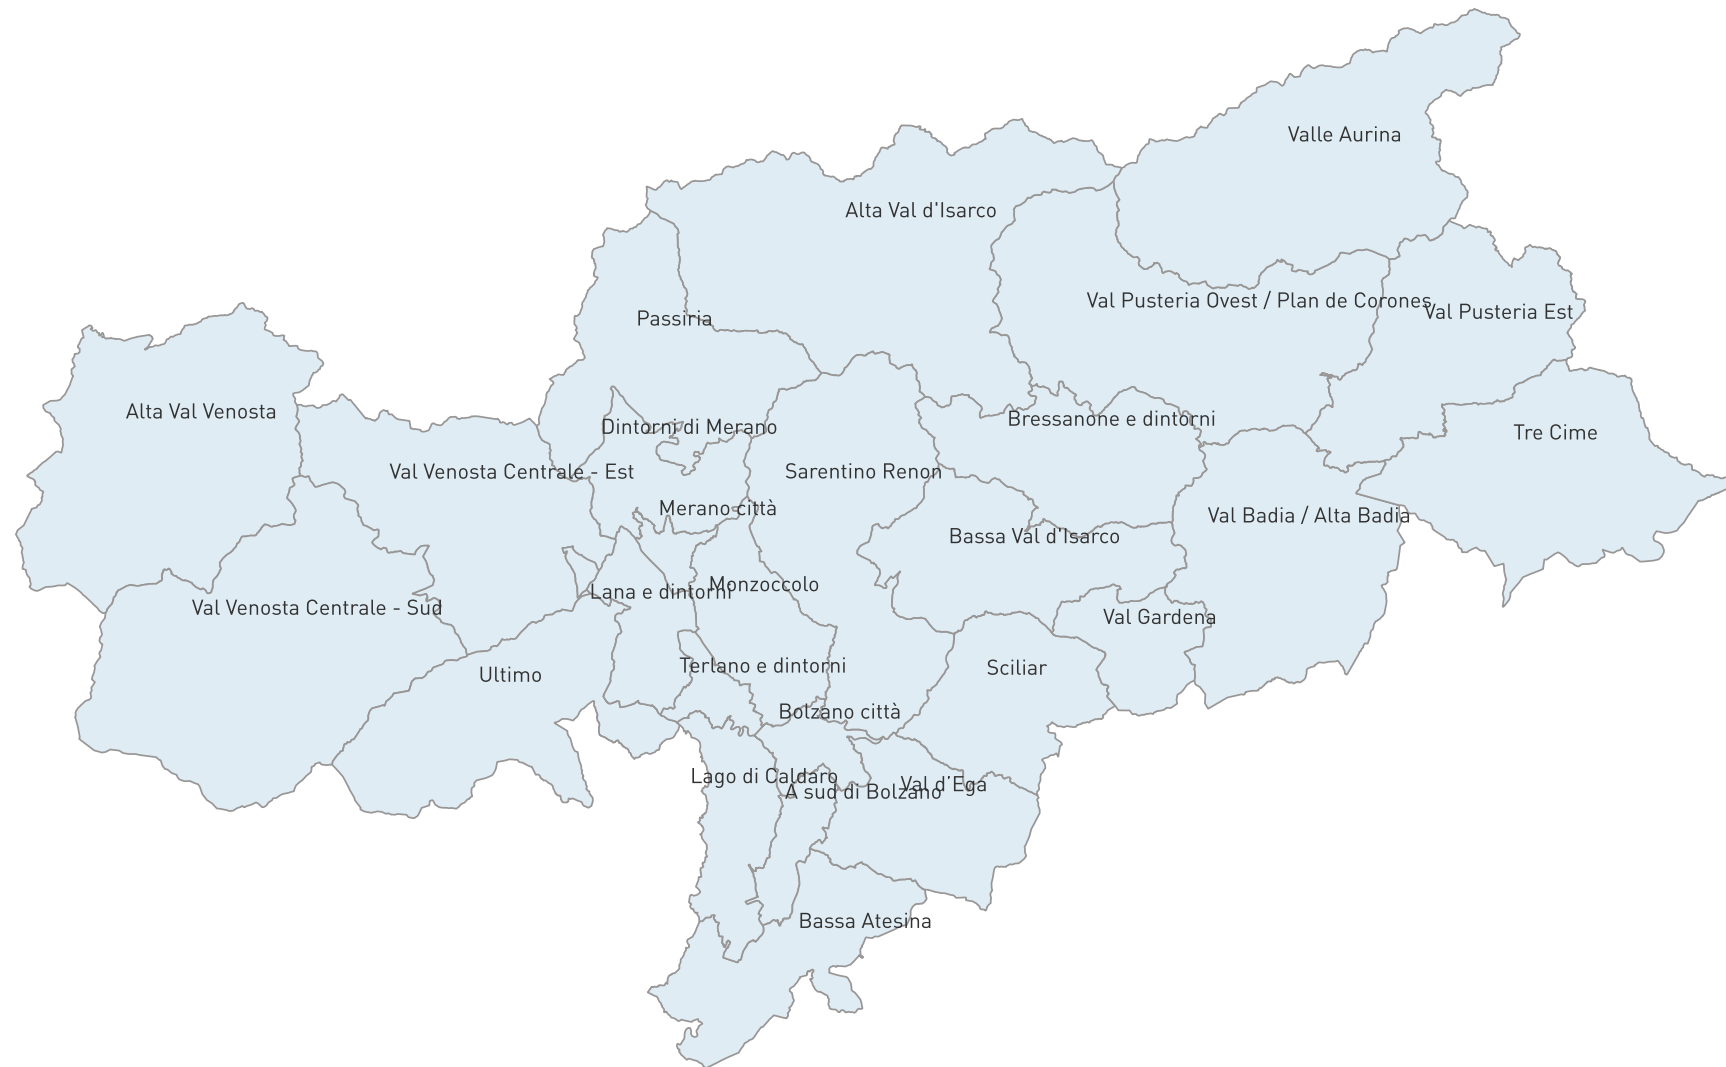 Valle Aurina
Alta Val d'Isarco
Val Pusteria Ovest / Plan de Corones
Val Pusteria Est
Passiria
Alta Val Venosta
Bressanone e dintorni
Dintorni di Merano
Tre Cime
Val Venosta Centrale - Est
Sarentino Renon
Merano città
Val Badia / Alta Badia
Bassa Val d'Isarco
Monzoccolo
Lana e dintorni
Val Venosta Centrale - Sud
Val Gardena
Terlano e dintorni
Sciliar
Ultimo
Bolzano città
Lago di Caldaro
Val d’Ega
A sud di Bolzano
Bassa Atesina